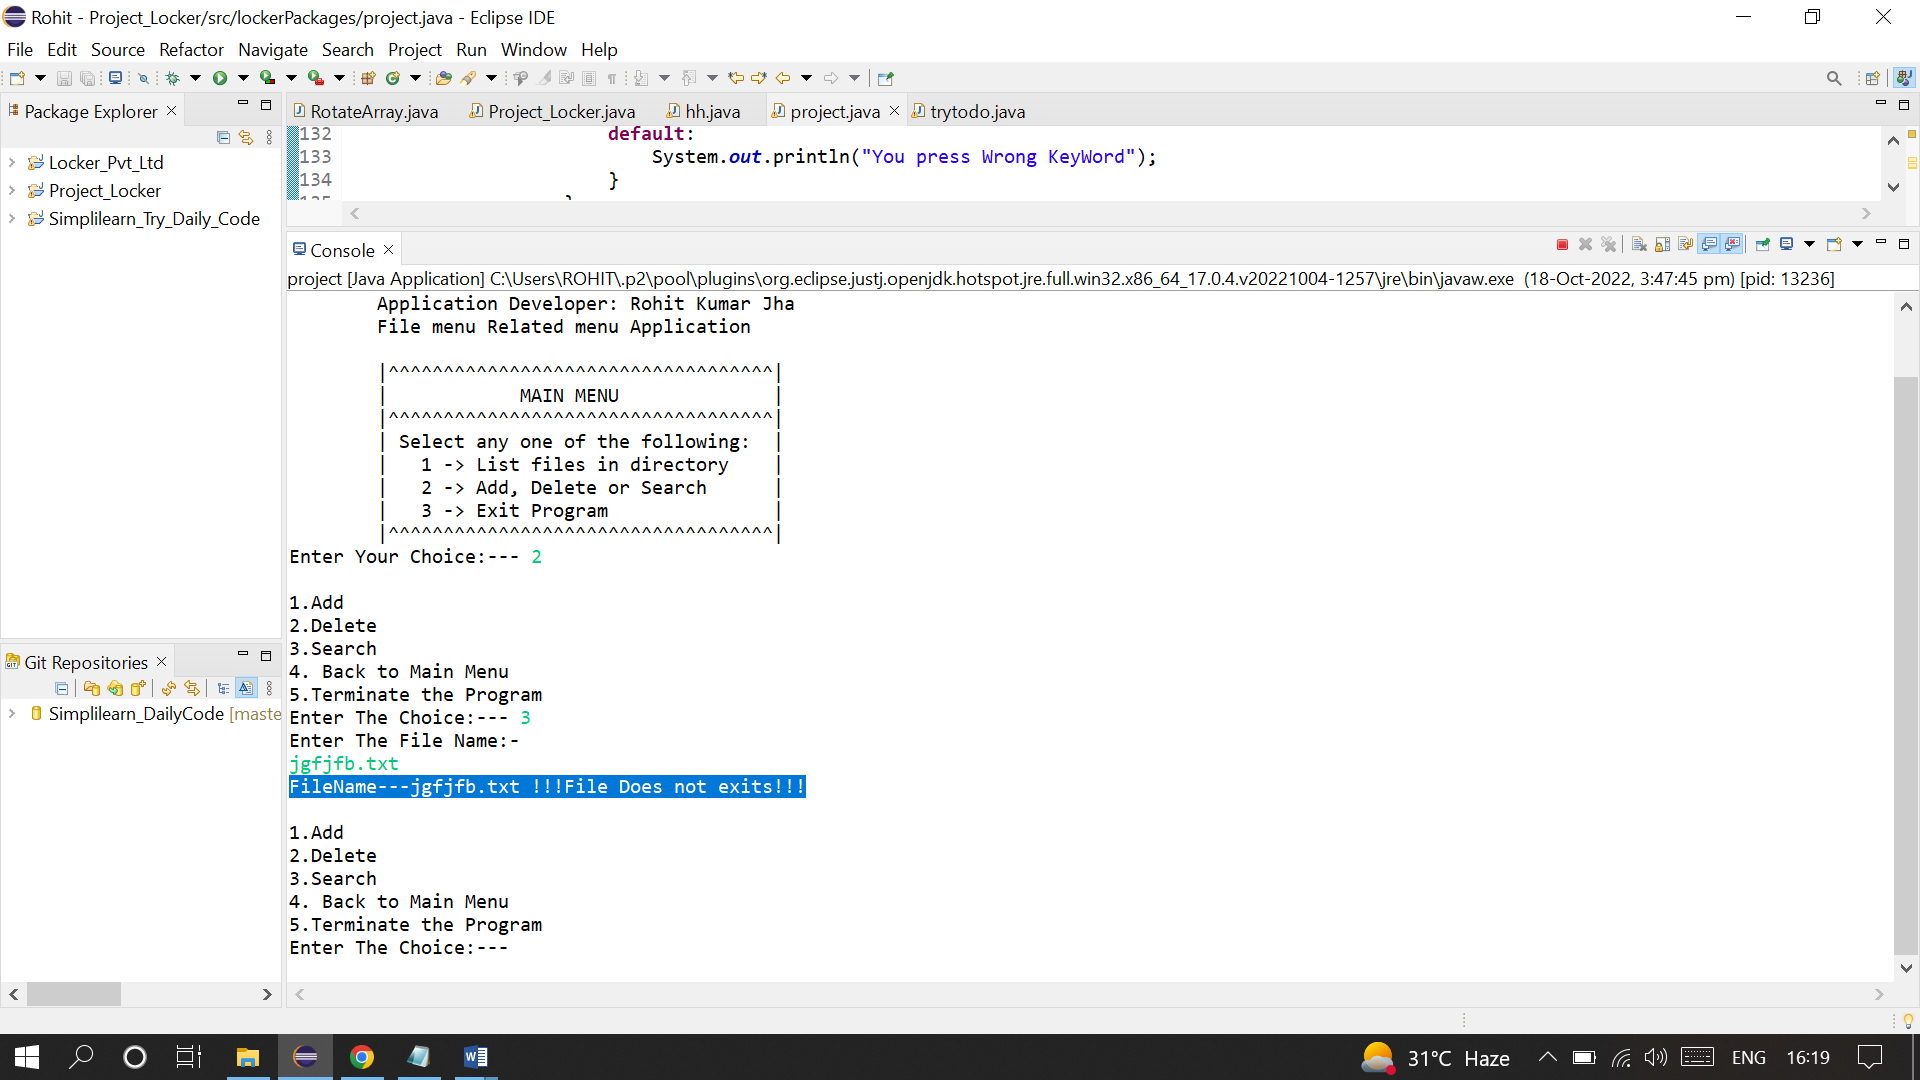 Rohit - Project_Locker/src/lockerPackages/project.java - Eclipse IDE
File Edit Source Refactor Navigate Search Project Run Window Help
Package Explorer
Locker_Pvt_Ltd
Project_Locker
Simplilearn_Try_Daily_Code
Git Repositories
Simplilearn_DailyCode [maste
RotateArray.java Project_Locker.java hh.java project.java trytodo.java
132 default:
133 System.out.println("You press Wrong KeyWord");
134 }
Console
project [Java Application] C:\Users\ROHIT\.p2\pool\plugins\org.eclipse.justj.openjdk.hotspot.jre.full.win32.x86_64_17.0.4.v20221004-1257\jre\bin\javaw.exe (18-Oct-2022, 3:47:45 pm) [pid: 13236]
Application Developer: Rohit Kumar Jha
File menu Related menu Application
|^^^^^^^^^^^^^^^^^^^^^^^^^^^^^^^^^^^|
| MAIN MENU |
|^^^^^^^^^^^^^^^^^^^^^^^^^^^^^^^^^^^|
| Select any one of the following: |
| 1 -> List files in directory |
| 2 -> Add, Delete or Search |
| 3 -> Exit Program |
|^^^^^^^^^^^^^^^^^^^^^^^^^^^^^^^^^^^|
Enter Your Choice:--- 2
1.Add
2.Delete
3.Search
4. Back to Main Menu
5.Terminate the Program
Enter The Choice:--- 3
Enter The File Name:-
jgfjfb.txt
FileName---jgfjfb.txt !!!File Does not exits!!!
1.Add
2.Delete
3.Search
4. Back to Main Menu
5.Terminate the Program
Enter The Choice:---
31°C Haze ENG 16:19